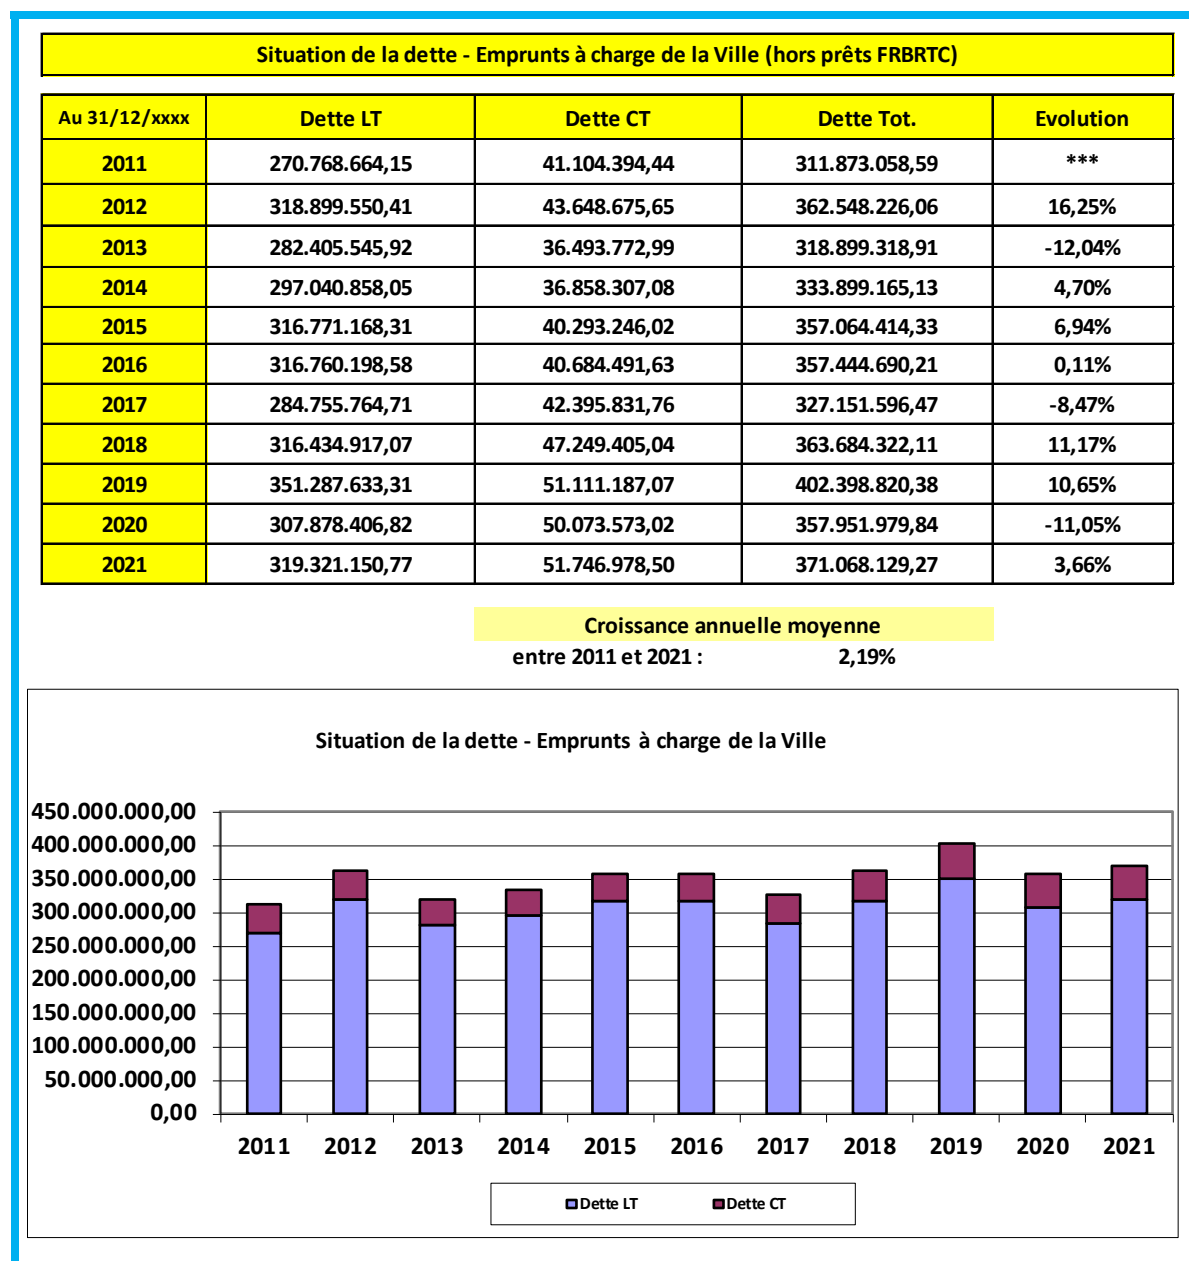 Situation de la dette - Emprunts à charge de la Ville (hors prêts FRBRTC)
Au 31/12/xxxx Dette LT Dette CT Dette Tot. Evolution
2011 270.768.664,15 41.104.394,44 311.873.058,59 ***
2012 318.899.550,41 43.648.675,65 362.548.226,06 16,25%
2013 282.405.545,92 36.493.772,99 318.899.318,91 -12,04%
2014 297.040.858,05 36.858.307,08 333.899.165,13 4,70%
2015 316.771.168,31 40.293.246,02 357.064.414,33 6,94%
2016 316.760.198,58 40.684.491,63 357.444.690,21 0,11%
2017 284.755.764,71 42.395.831,76 327.151.596,47 -8,47%
2018 316.434.917,07 47.249.405,04 363.684.322,11 11,17%
2019 351.287.633,31 51.111.187,07 402.398.820,38 10,65%
2020 307.878.406,82 50.073.573,02 357.951.979,84 -11,05%
2021 319.321.150,77 51.746.978,50 371.068.129,27 3,66%
Croissance annuelle moyenne
entre 2011 et 2021 : 2,19%
Situation de la dette - Emprunts à charge de la Ville
450.000.000,00
400.000.000,00
350.000.000,00
300.000.000,00
250.000.000,00
200.000.000,00
150.000.000,00
100.000.000,00
50.000.000,00
0,00
2011 2012 2013 2014 2015 2016 2017 2018 2019 2020 2021
Dette LT Dette CT